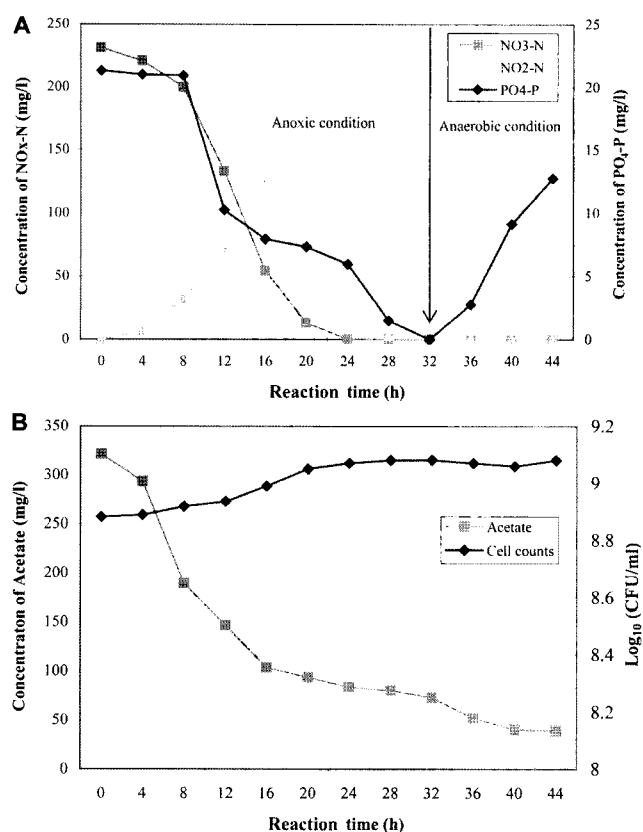 A
Concentration of NOx-N (mg/l)
250
200
150
100
50
0
NO3-N
NO2-N
PO4-P
Anoxic condition
Anaerobic condition
25
20
15
10
5
0
Concentration of PO4-P (mg/l)
0 4 8 12 16 20 24 28 32 36 40 44
Reaction time (h)
B
Concentraton of Acetate (mg/l)
350
300
250
200
150
100
50
0
Acetate
Cell counts
9.2
9
8.8
8.6
8.4
8.2
8
Log10 (CFU/ml)
0 4 8 12 16 20 24 28 32 36 40 44
Reaction time (h)